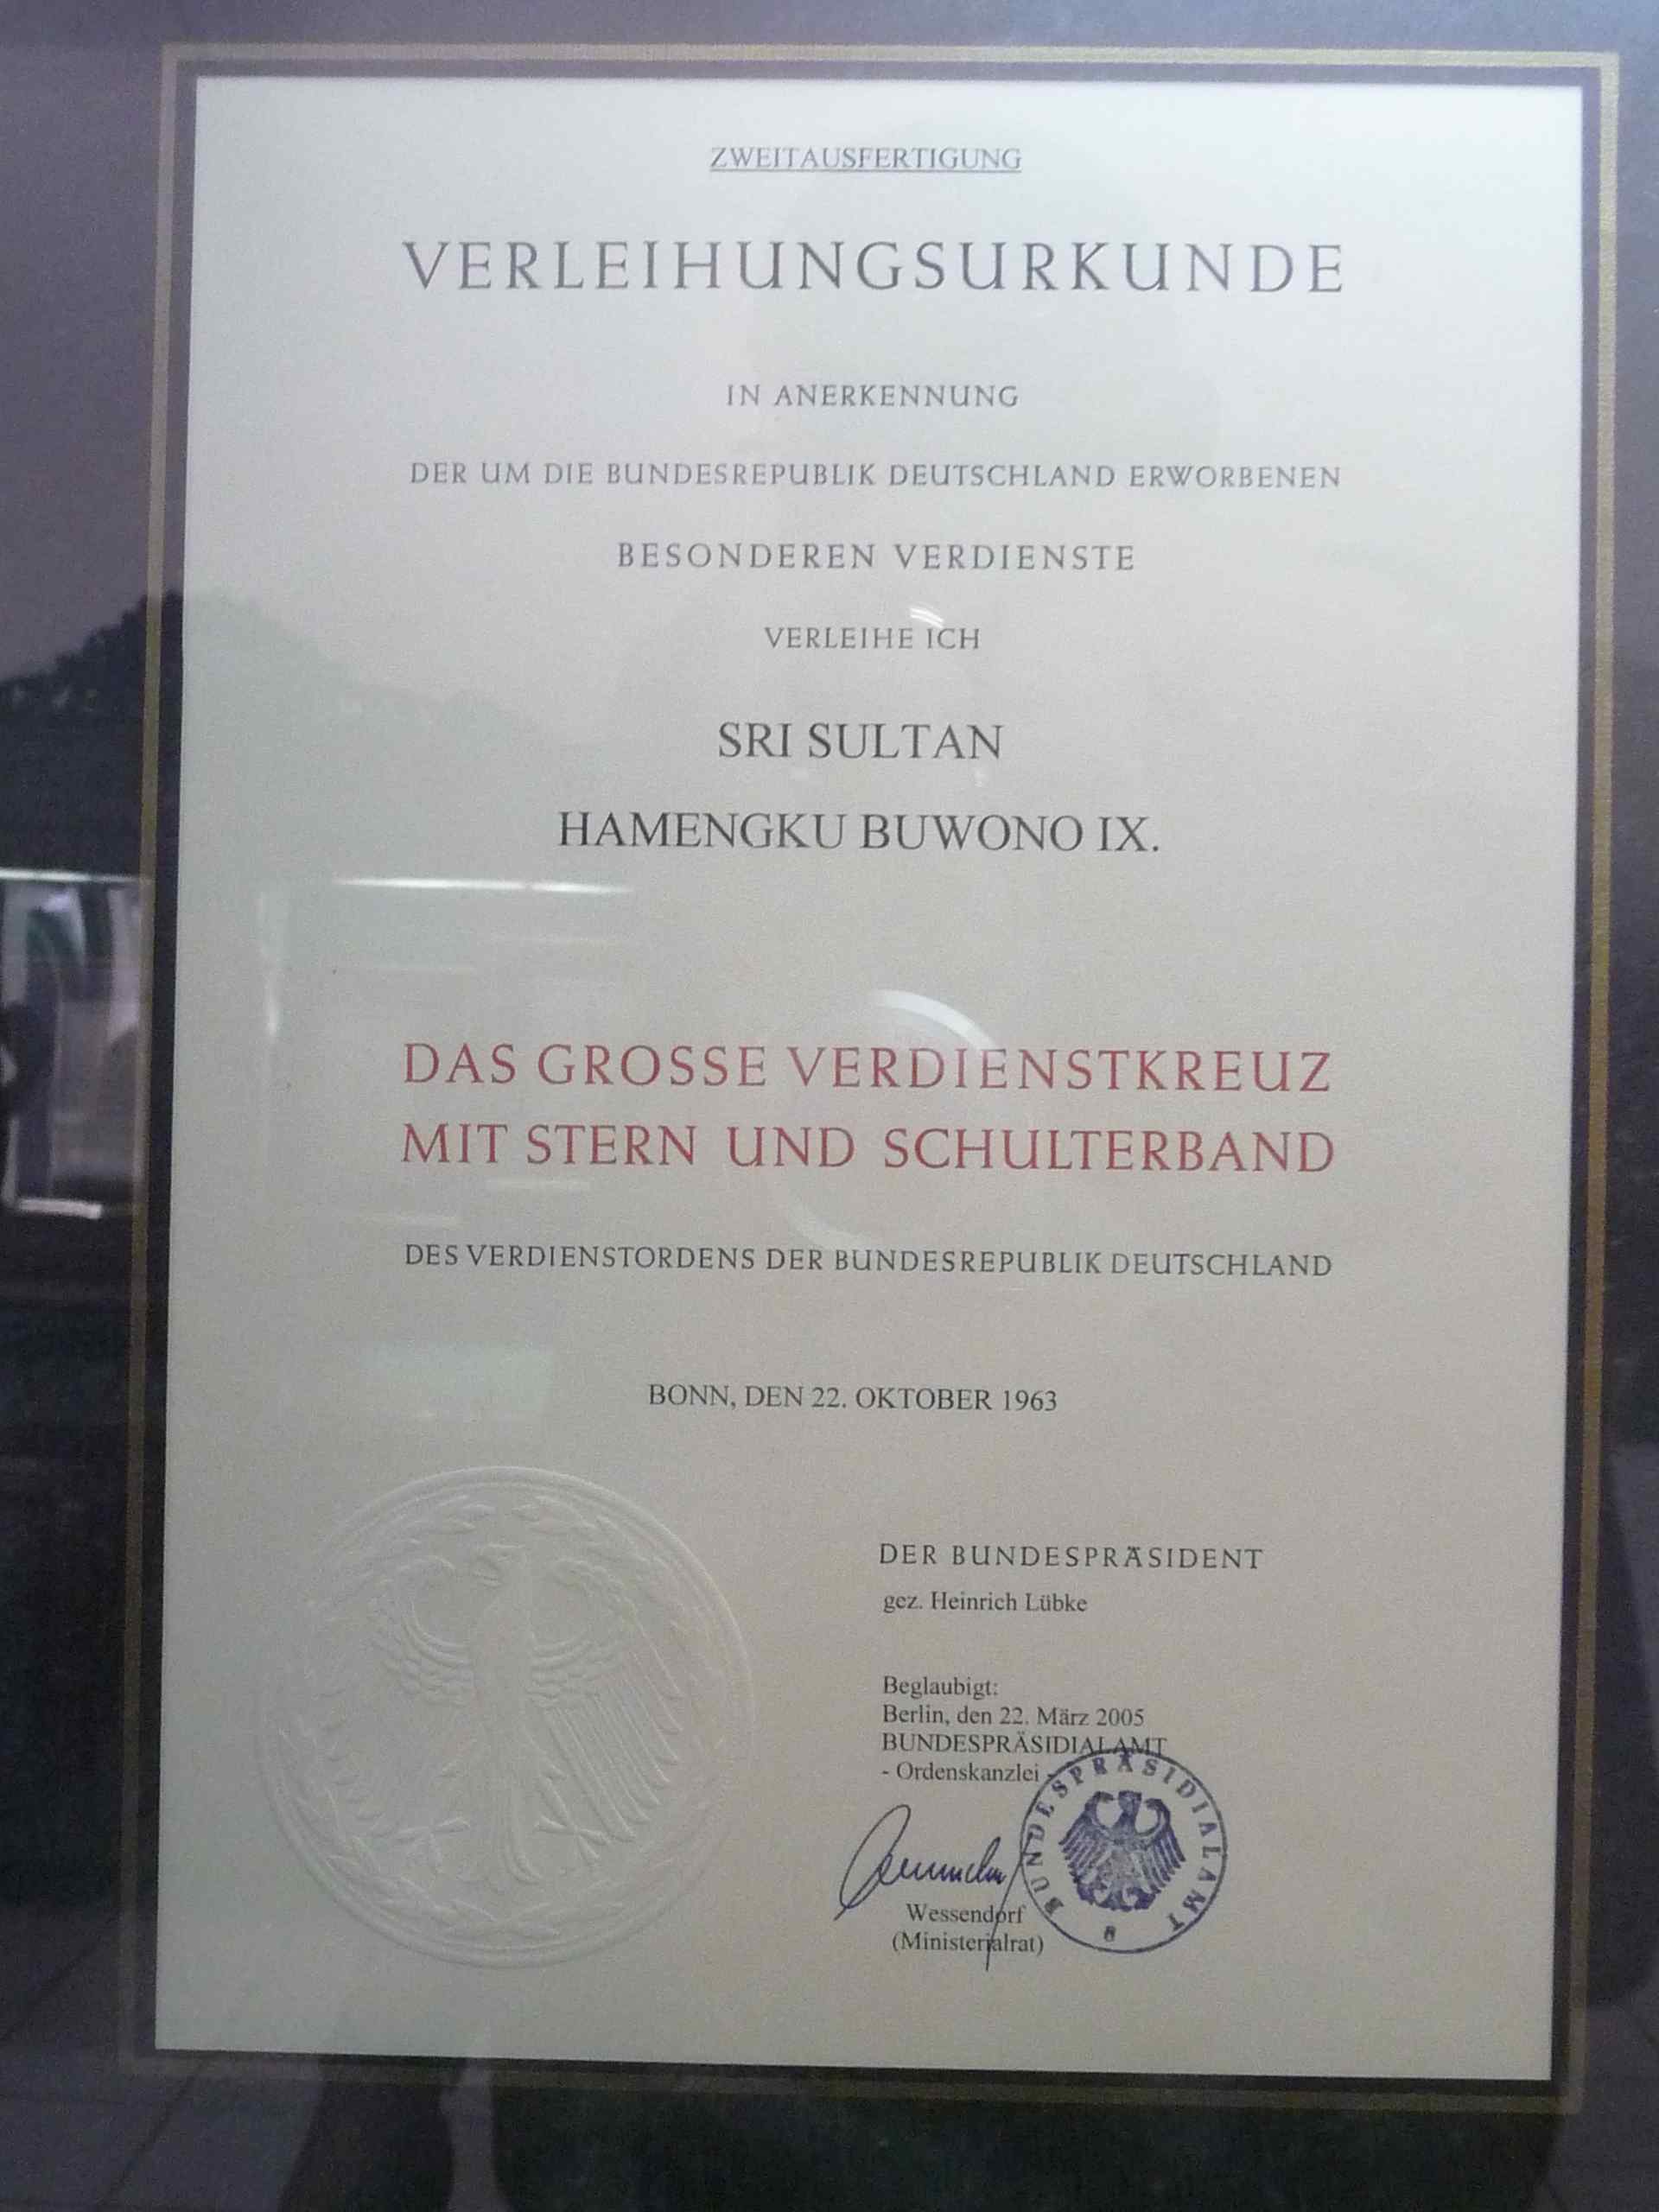 ZWEITAUSFERTIGUNG
VERLEIHUNGSURKUNDE
IN ANERKENNUNG
DER UM DIE BUNDESREPUBLIK DEUTSCHLAND ERWORBENEN
BESONDEREN VERDIENSTE
VERLEIHE ICH
SRI SULTAN
HAMENGKU BUWONO IX.
DAS GROSSE VERDIENSTKREUZ
MIT STERN UND SCHULTERBAND
DES VERDIENSTORDENS DER BUNDESREPUBLIK DEUTSCHLAND
BONN, DEN 22. OKTOBER 1963
DER BUNDESPRÄSIDENT
gez. Heinrich Lübke
Beglaubigt:
Berlin, den 22. März 2005
BUNDESPRÄSIDIALAMT
- Ordenskanzlei -
BUNDESPRÄSIDIALAMT
Wessendorf
(Ministerialrat)